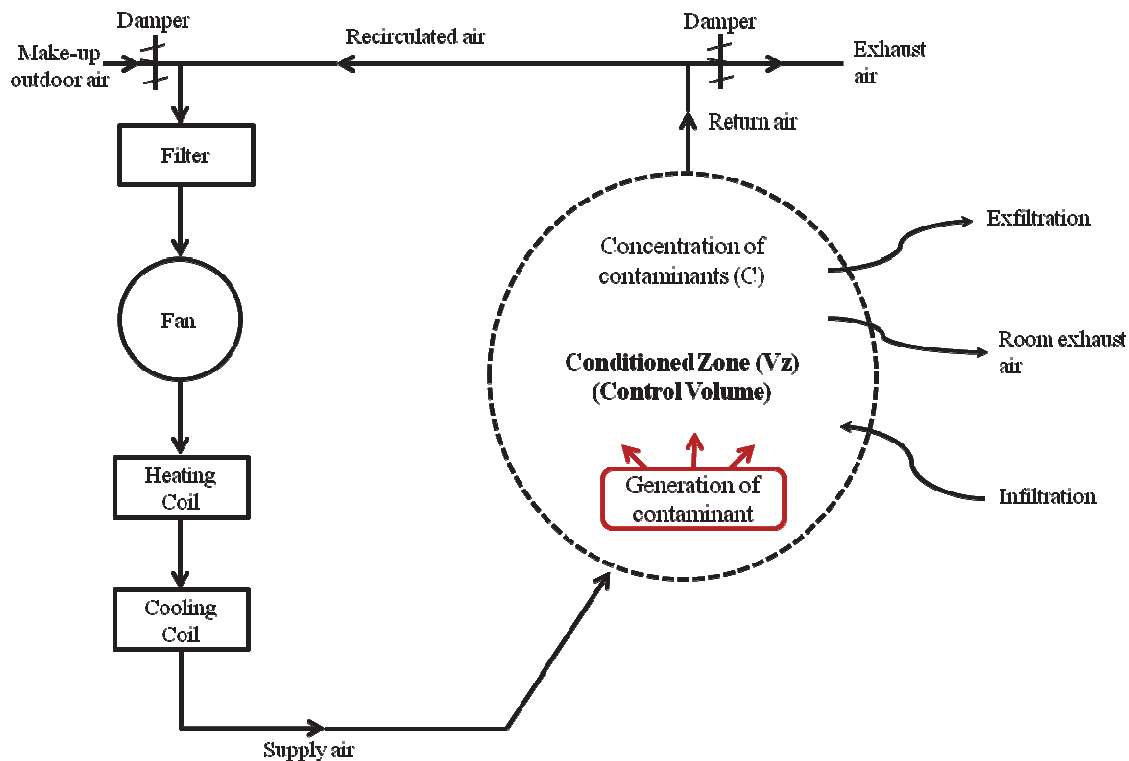 Damper
Make-up
outdoor air
Recirculated air
Damper
Exhaust
air
Filter
Return air
Fan
Concentration of
contaminants (C)
Exfiltration
Conditioned Zone (Vz)
(Control Volume)
Room exhaust
air
Heating
Coil
Generation of
contaminant
Infiltration
Cooling
Coil
Supply air